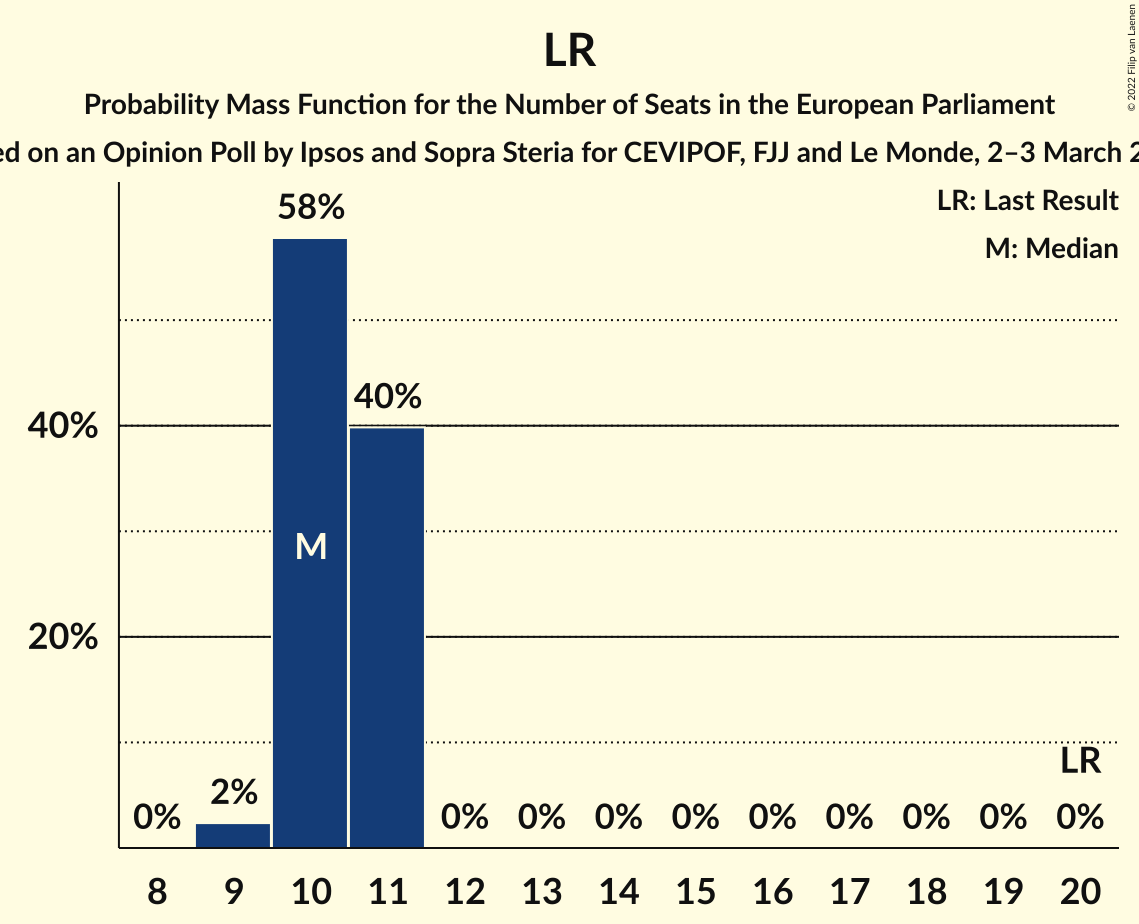 LR
Probability Mass Function for the Number of Seats in the European Parliament
on an Opinion Poll by Ipsos and Sopra Steria for CEVIPOF, FJJ and Le Monde, 2–3 March
© 2022 Filip van Laenen
LR: Last Result
M: Median
58%
40%
40%
M
20%
LR
0% 2% 0% 0% 0% 0% 0% 0% 0% 0% 0%
8 9 10 11 12 13 14 15 16 17 18 19 20